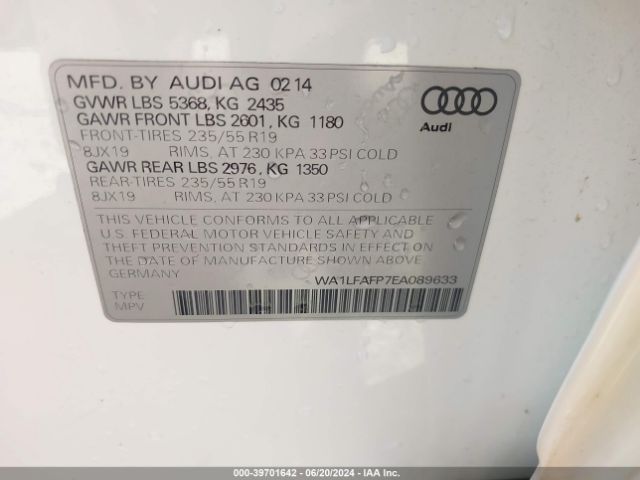 MFD. BY AUDI AG 02 14
GVWR LBS 5368, KG 2435
GAWR FRONT LBS 2601, KG 1180
FRONT-TIRES 235/55 R19
8JX19 RIMS, AT 230 KPA 33 PSI COLD
GAWR REAR LBS 2976, KG 1350
REAR-TIRES 235/55 R19
8JX19 RIMS, AT 230 KPA 33 PSI COLD
Audi
THIS VEHICLE CONFORMS TO ALL APPLICABLE
U.S. FEDERAL MOTOR VEHICLE SAFETY AND
THEFT PREVENTION STANDARDS IN EFFECT ON THE
DATE OF MANUFACTURE SHOWN ABOVE
GERMANY WA1LFAFP7EA089633
TYPE:
MPV
000-39701642 / 06/20/2024 / IAAI.COM